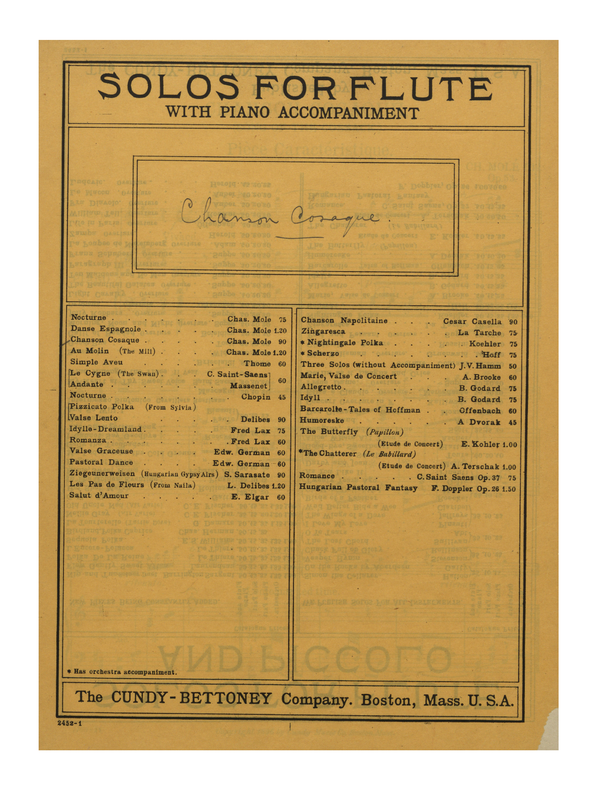 SOLOS FOR FLUTE
WITH PIANO ACCOMPANIMENT
Chanson Cosaque.
Nocturne . Chas. Mole 75
Danse Espagnole . Chas. Mole 1.20
Chanson Cosaque . Chas. Mole 90
Au Molin (The Mill) . Chas. Mole 1.20
Simple Aveu . Thome 60
Le Cygne (The Swan) . C. Saint-Saens
Andante . Massenet 60
Nocturne . Chopin 45
Pizzicato Polka (From Sylvia)
Valse Lento Delibes 90
Idylle-Dreamland . Fred Lax 75
Romanza . Fred Lax 60
Valse Graceuse . Edw. German 60
Pastoral Dance . Edw. German 60
Ziegeunerweisen (Hungarian Gypsy Airs) S. Sarasate 90
Les Pas de Fleurs (From Naila) L. Delibes 1.20
Salut d'Amour . E. Elgar 60
* Has orchestra accompaniment.
Chanson Napolitaine . Cesar Casella 90
Zingaresca . La Tarche 75
* Nightingale Polka . Koehler 75
* Scherzo . Hoff 75
Three Solos (without Accompaniment) J.V. Hamm 50
Marie, Valse de Concert . A. Brooke 60
Allegretto . B. Godard 75
Idyll . B. Godard 75
Barcarolle - Tales of Hoffman . Offenbach 60
Humoreske . A Dvorak 45
The Butterfly (Papillon)
(Etude de Concert) E. Kohler 1.00
*The Chatterer (Le Babillard)
(Etude de Concert) A. Terschak 1.00
Romance . C. Saint Saens Op. 37 75
Hungarian Pastoral Fantasy F. Doppler Op. 26 1.50
The CUNDY-BETTONEY Company. Boston, Mass. U. S. A.
2452-1